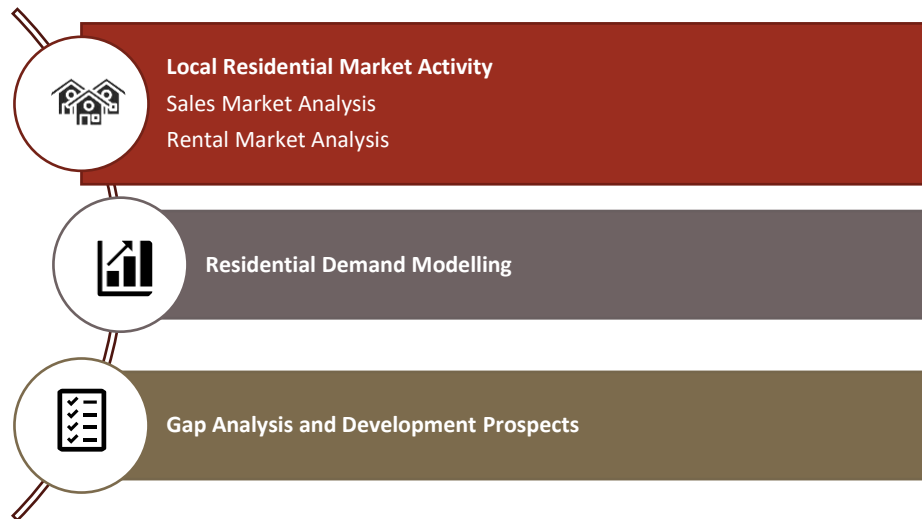 Local Residential Market Activity
Sales Market Analysis
Rental Market Analysis
Residential Demand Modelling
Gap Analysis and Development Prospects